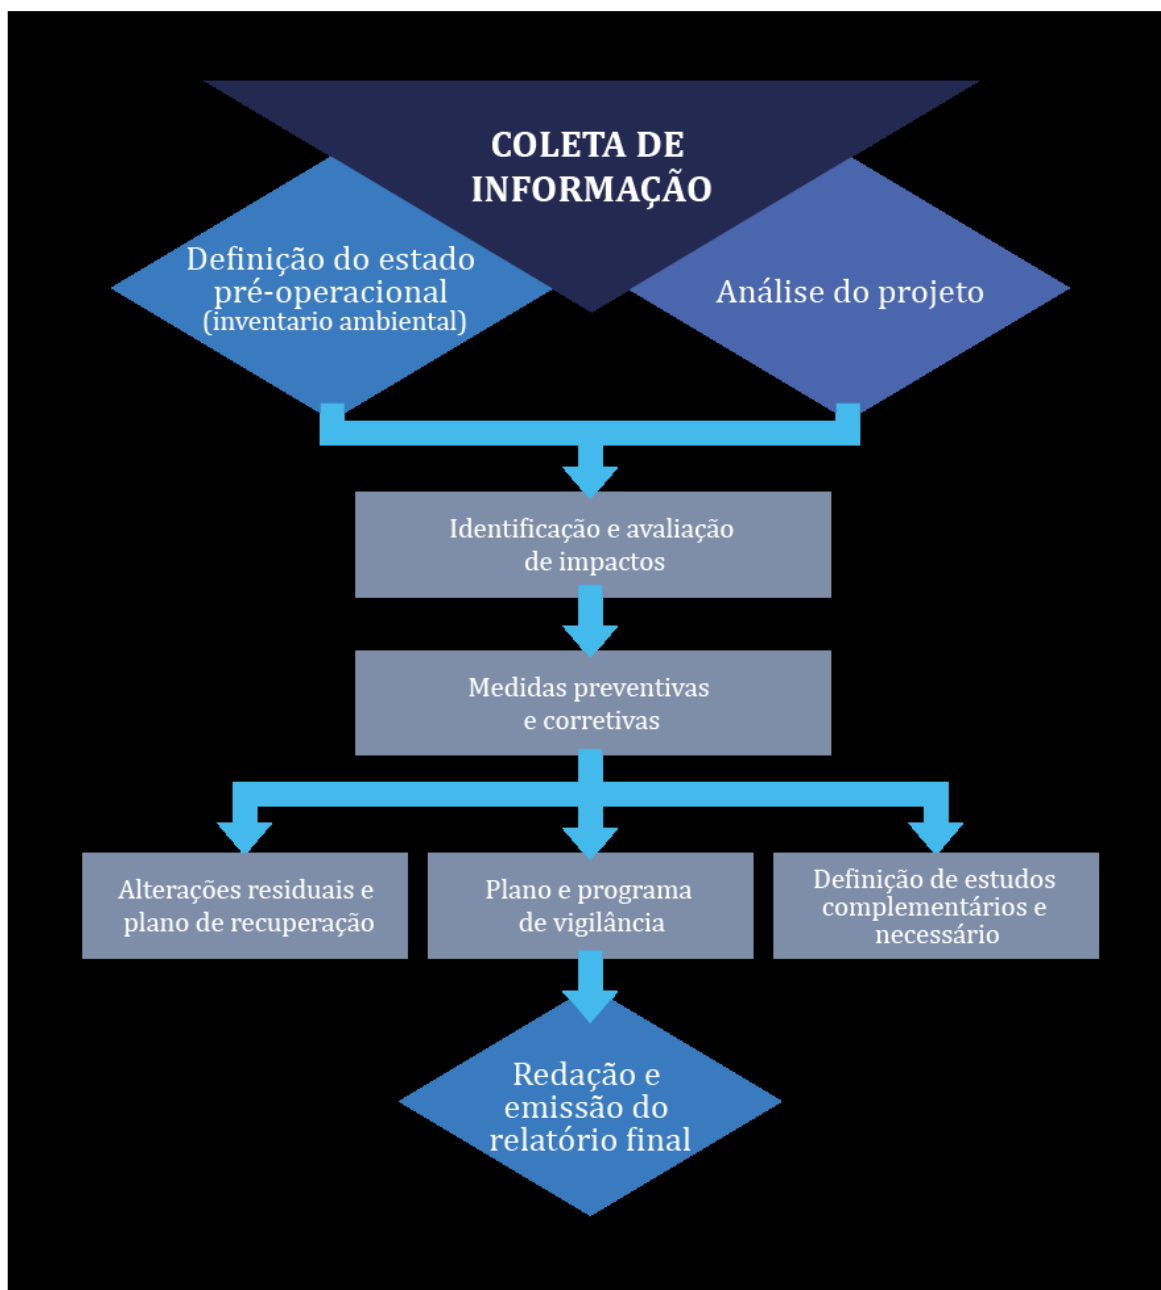 COLETA DE
INFORMAÇÃO
Definição do estado
pré-operacional
(inventario ambiental)
Análise do projeto
Identificação e avaliação
de impactos
Medidas preventivas
e corretivas
Alterações residuais e
plano de recuperação
Plano e programa
de vigilância
Definição de estudos
complementários e
necessário
Redação e
emissão do
relatório final